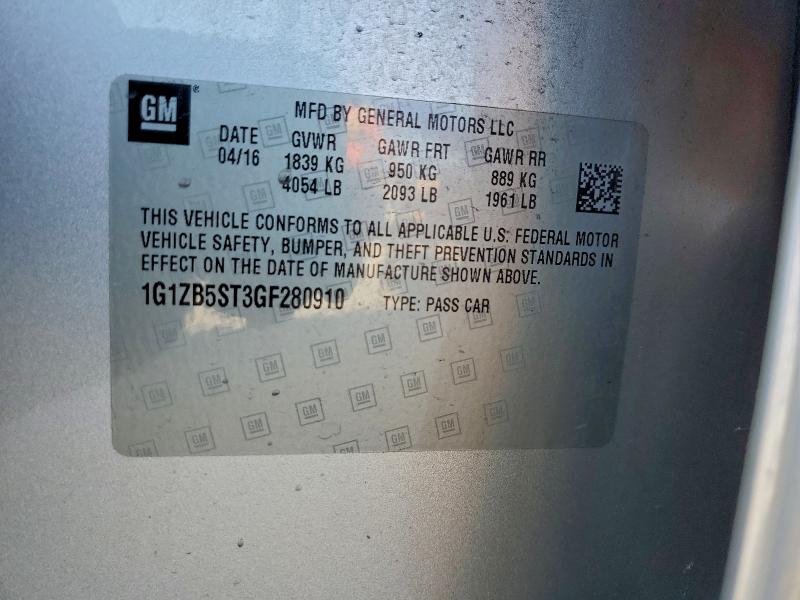 GM
MFD BY GENERAL MOTORS LLC
DATE GVWR GAWR FRT GAWR RR
04/16 1839 KG 950 KG 889 KG
4054 LB 2093 LB 1961 LB
THIS VEHICLE CONFORMS TO ALL APPLICABLE U.S. FEDERAL MOTOR
VEHICLE SAFETY, BUMPER, AND THEFT PREVENTION STANDARDS IN
EFFECT ON THE DATE OF MANUFACTURE SHOWN ABOVE.
1G1ZB5ST3GF280910 TYPE: PASS CAR